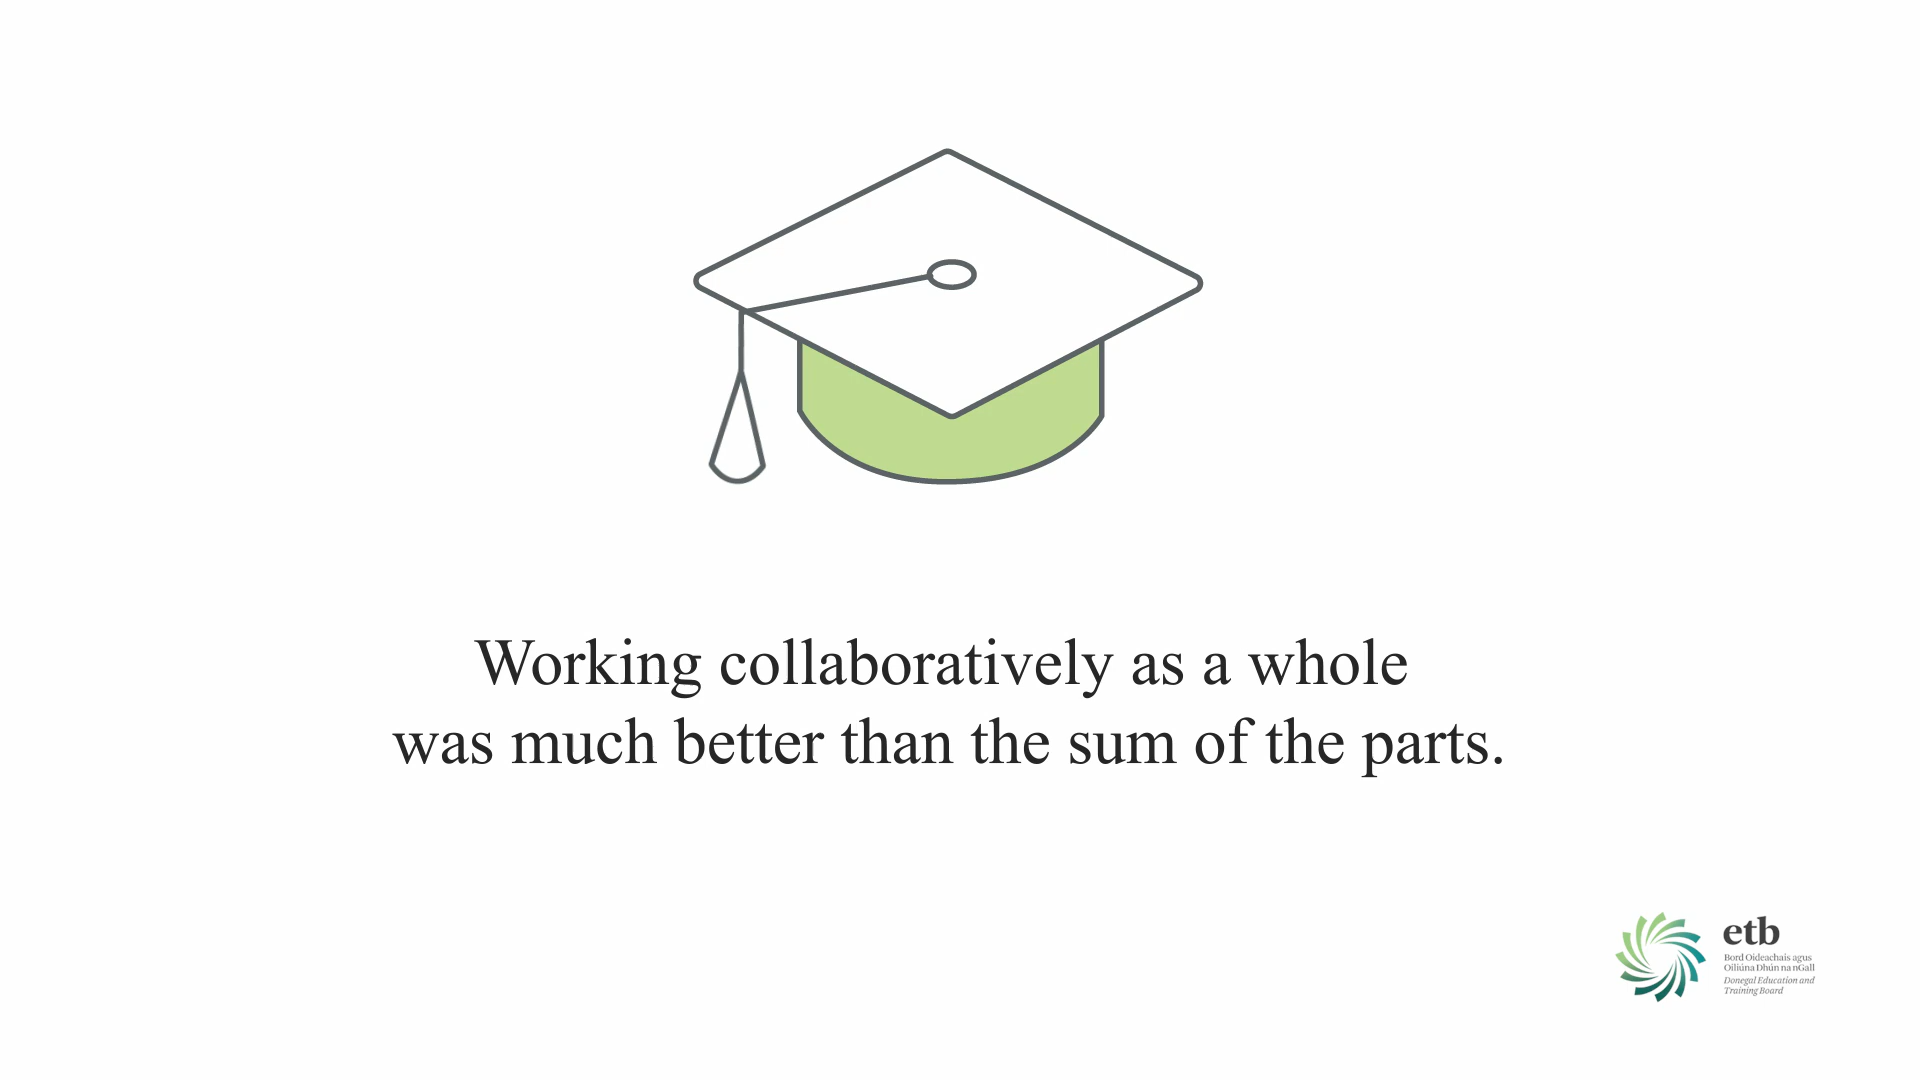 Working collaboratively as a whole
was much better than the sum of the parts.
etb
Bord Oideachais agus
Oiliúna Dhún na nGall
Donegal Education and
Training Board